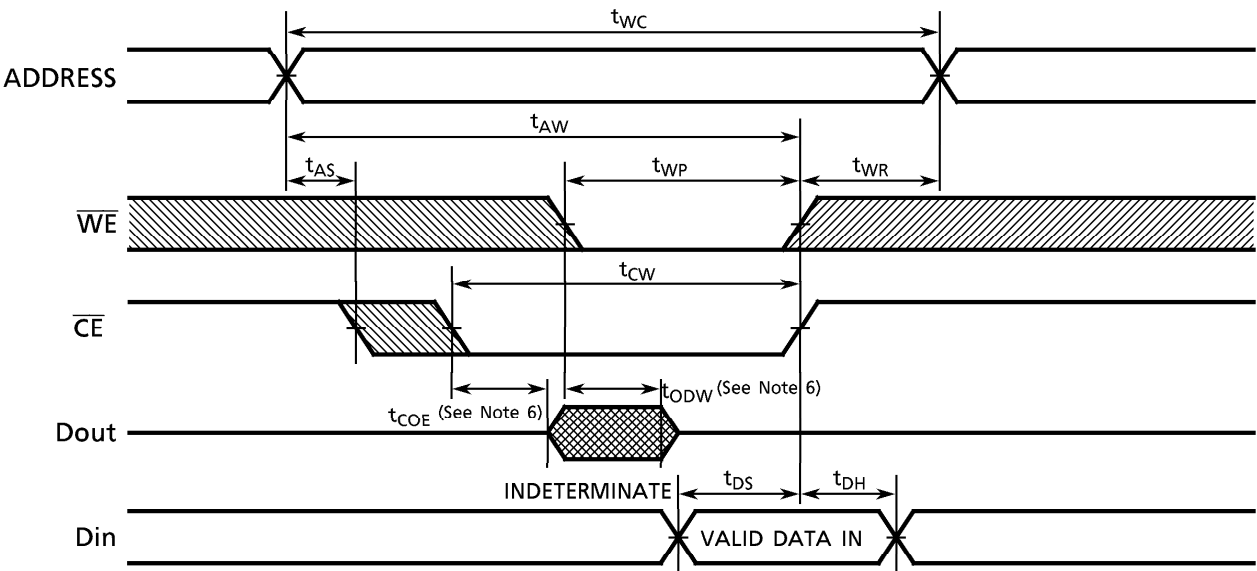 tWC
ADDRESS
tAW
tAS
tWP
tWR
WE
tCW
CE
tODW (See Note 6)
tCOE (See Note 6)
Dout
INDETERMINATE
tDS
tDH
Din
VALID DATA IN